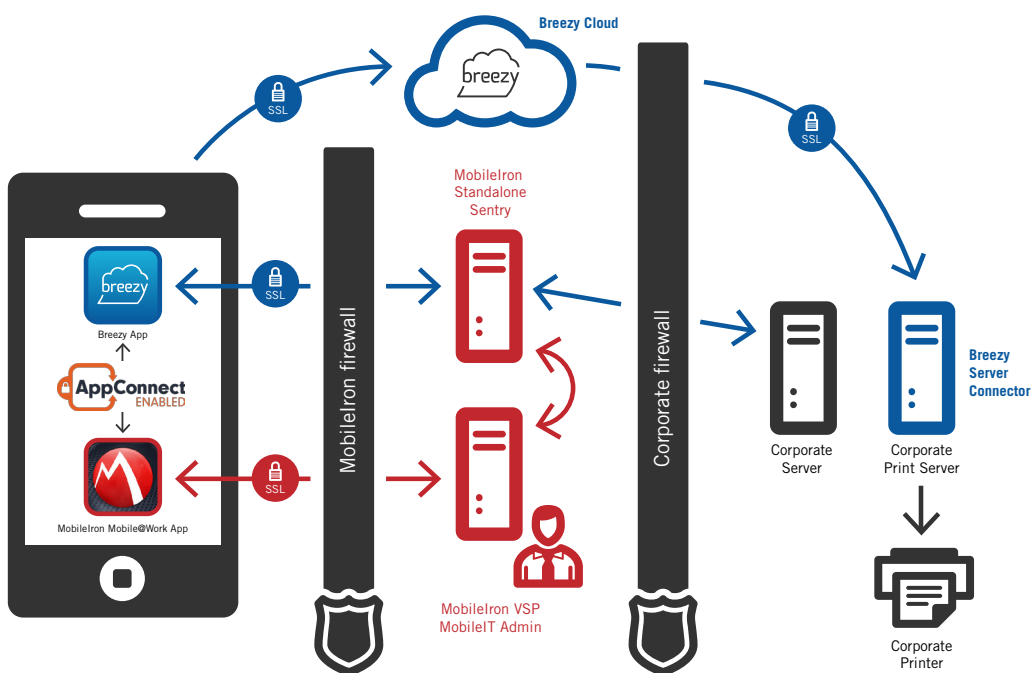 Breezy Cloud
breezy
SSL
SSL
MobileIron
Standalone
Sentry
breezy
Breezy App
SSL
AppConnect
ENABLED
MobileIron firewall
Corporate firewall
Breezy
Server
Connector
Corporate
Server
Corporate
Print Server
SSL
MobileIron Mobile@Work App
MobileIron VSP
MobileIT Admin
Corporate
Printer